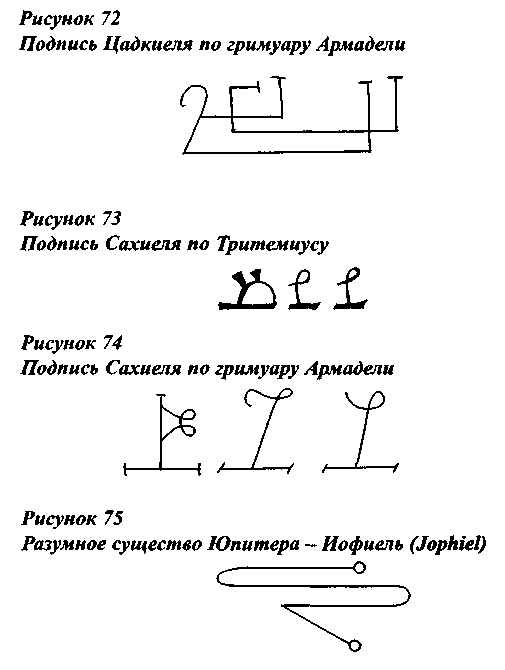 Рисунок 72
Подпись Цадкиеля по гримуару Армадели
Рисунок 73
Подпись Сахиеля по Тритемиусу
Рисунок 74
Подпись Сахиеля по гримуару Армадели
Рисунок 75
Разумное существо Юпитера – Иофиель (Jophiel)